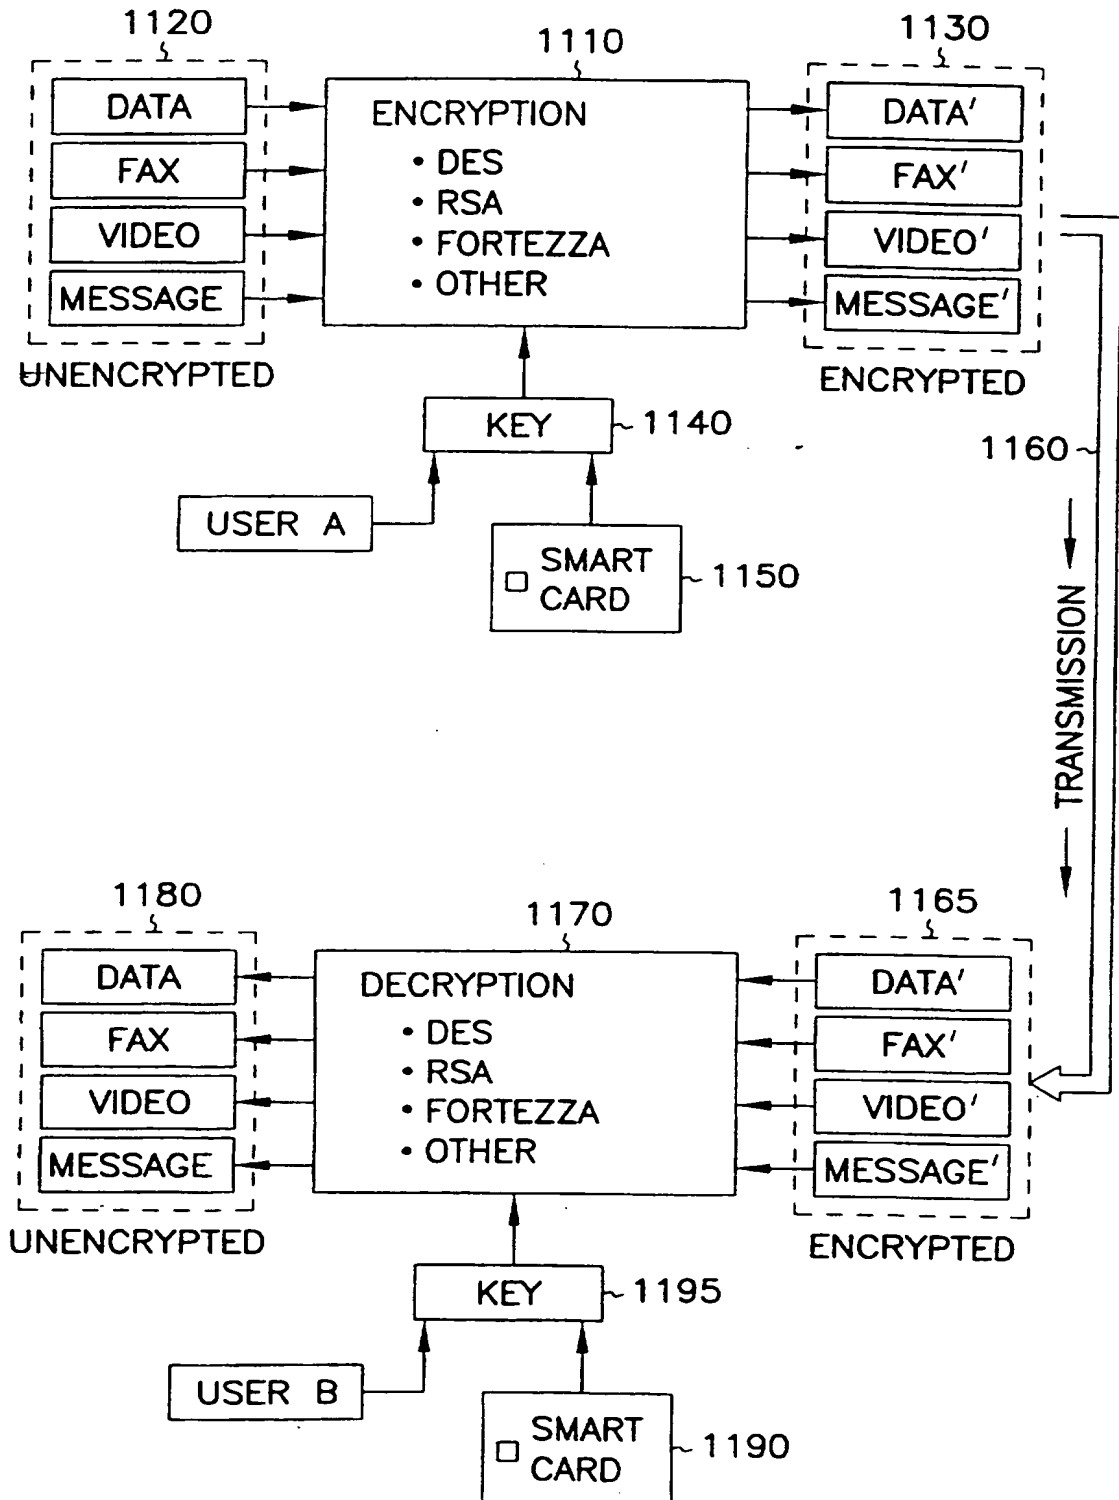 1120
1110
1130
DATA
FAX
VIDEO
MESSAGE
UNENCRYPTED
ENCRYPTION
• DES
• RSA
• FORTEZZA
• OTHER
DATA'
FAX'
VIDEO'
MESSAGE'
ENCRYPTED
KEY
1140
USER A
SMART
CARD
1150
1160
TRANSMISSION
1180
1170
1165
DATA
FAX
VIDEO
MESSAGE
UNENCRYPTED
DECRYPTION
• DES
• RSA
• FORTEZZA
• OTHER
DATA'
FAX'
VIDEO'
MESSAGE'
ENCRYPTED
KEY
1195
USER B
SMART
CARD
1190